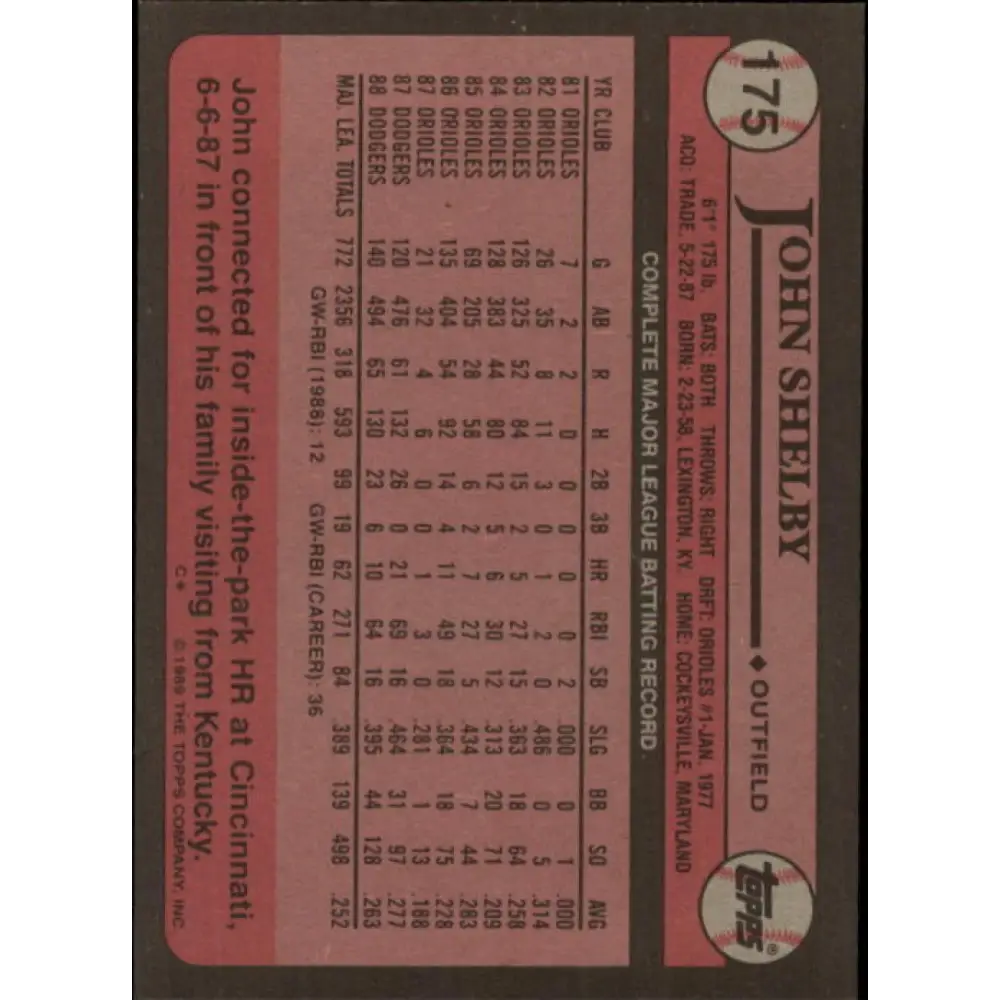 175
JOHN SHELBY
◆ OUTFIELD
topps®
6'1" 175 lb. BATS: BOTH THROWS: RIGHT DRFT: ORIOLES #1-JAN. 1977
ACQ: TRADE, 5-22-87 BORN: 2-23-58, LEXINGTON, KY. HOME: COCKEYSVILLE, MARYLAND
COMPLETE MAJOR LEAGUE BATTING RECORD
YR CLUB G AB R H 2B 3B HR RBI SB SLG BB SO AVG
81 ORIOLES 7 2 2 0 0 0 0 0 2 .000 0 1 .000
82 ORIOLES 26 35 8 11 3 0 1 2 0 .486 0 5 .314
83 ORIOLES 126 325 52 84 15 2 5 27 15 .363 18 64 .258
84 ORIOLES 128 383 44 80 12 5 6 30 12 .313 20 71 .209
85 ORIOLES 69 205 28 58 6 2 7 27 5 .434 7 44 .283
86 ORIOLES 135 404 54 92 14 4 11 49 18 .364 18 75 .228
87 ORIOLES 21 32 4 6 0 0 1 3 0 .281 1 13 .188
87 DODGERS 120 476 61 132 26 0 21 69 16 .464 31 97 .277
88 DODGERS 140 494 65 130 23 6 10 64 16 .395 44 128 .263
MAJ. LEA. TOTALS 772 2356 318 593 99 19 62 271 84 .389 139 498 .252
GW-RBI (1988): 12 GW-RBI (CAREER): 36
John connected for inside-the-park HR at Cincinnati,
6-6-87 in front of his family visiting from Kentucky.
C* © 1989 THE TOPPS COMPANY, INC